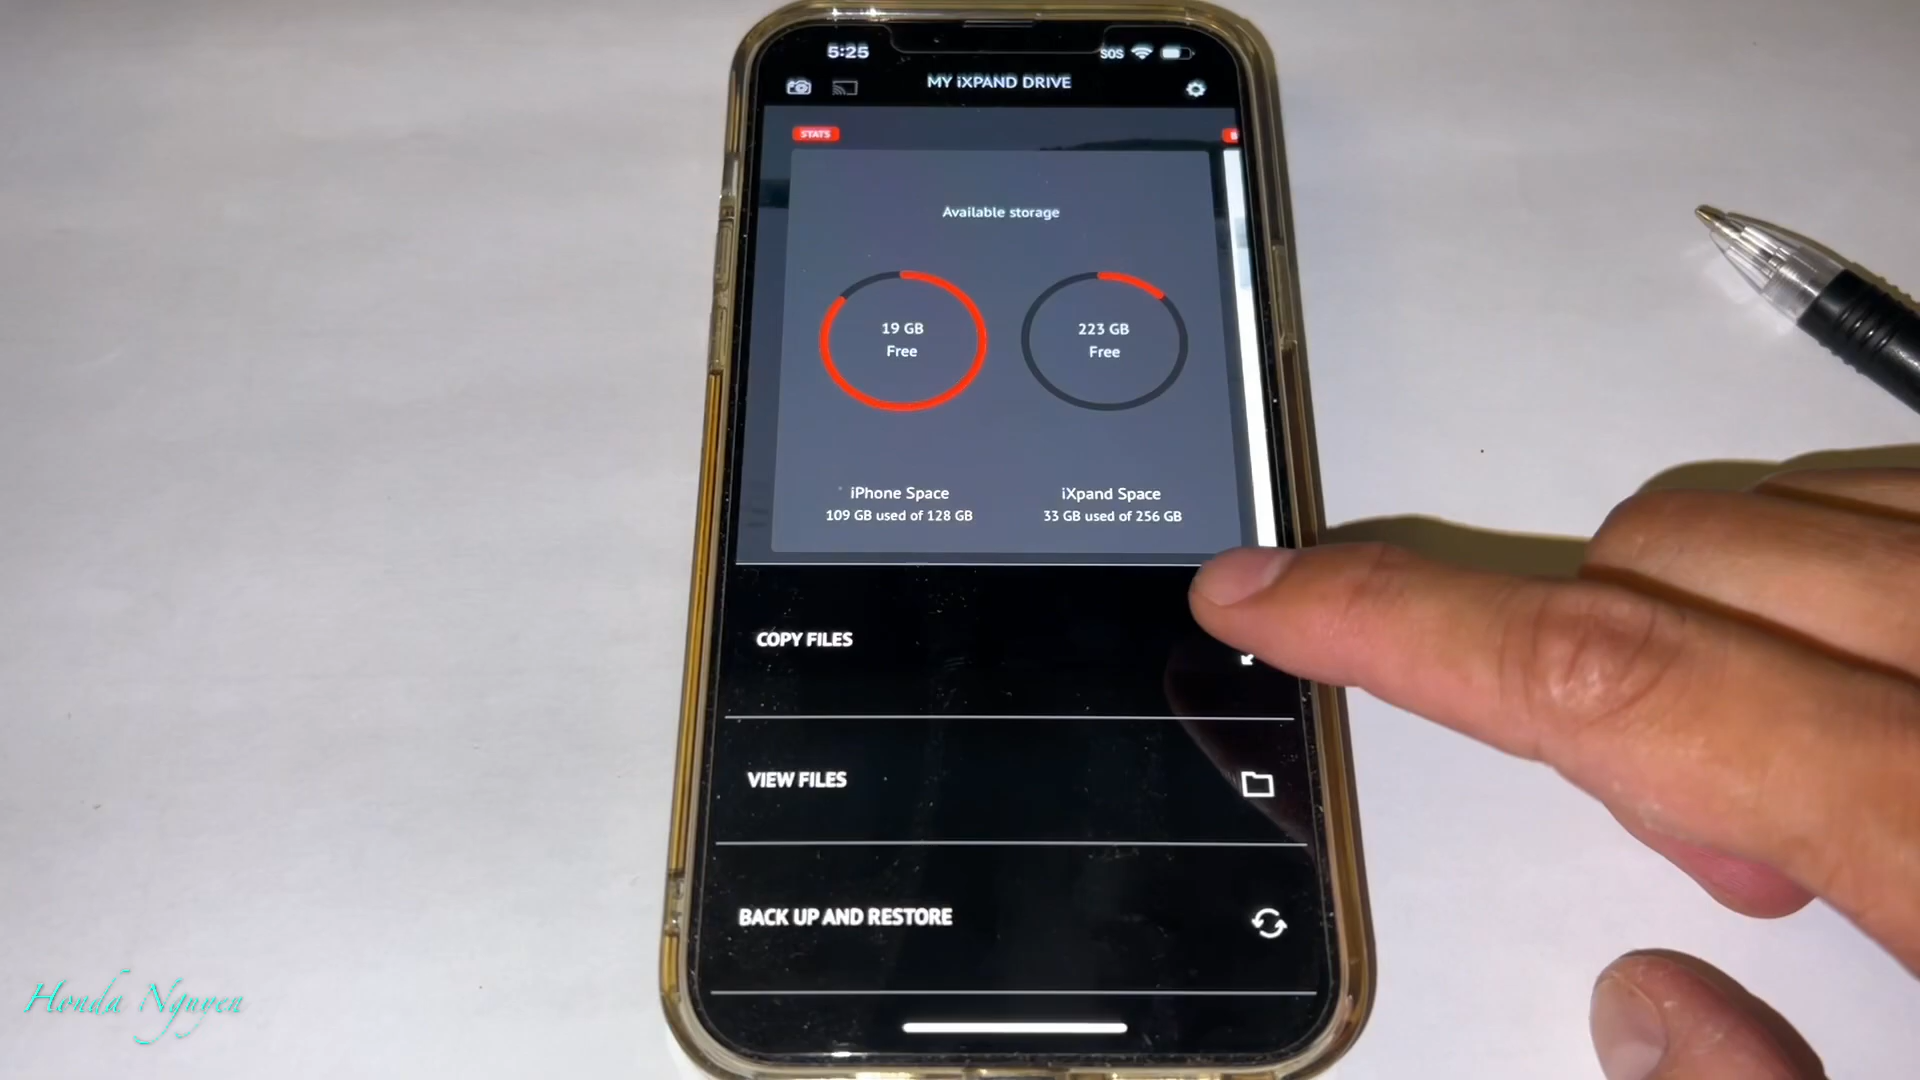 5:25
SOS
MY iXPAND DRIVE
STATS
Available storage
19 GB
Free
223 GB
Free
iPhone Space
109 GB used of 128 GB
iXpand Space
33 GB used of 256 GB
COPY FILES
VIEW FILES
BACK UP AND RESTORE
Honda Nguyen